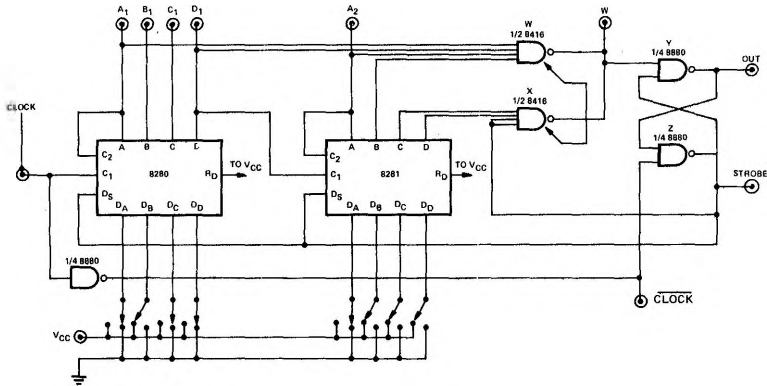 A1 B1 C1 D1 A2 W W
1/2 8416
Y
1/4 8880
OUT
X
1/2 8416
CLOCK
A B C D
A B C D
Z
1/4 8880
C2
C2
C1 8280 RD TO VCC
C1 8281 RD TO VCC
STROBE
DS
DS
DA DB DC DD
DA DB DC DD
1/4 8880
CLOCK
VCC